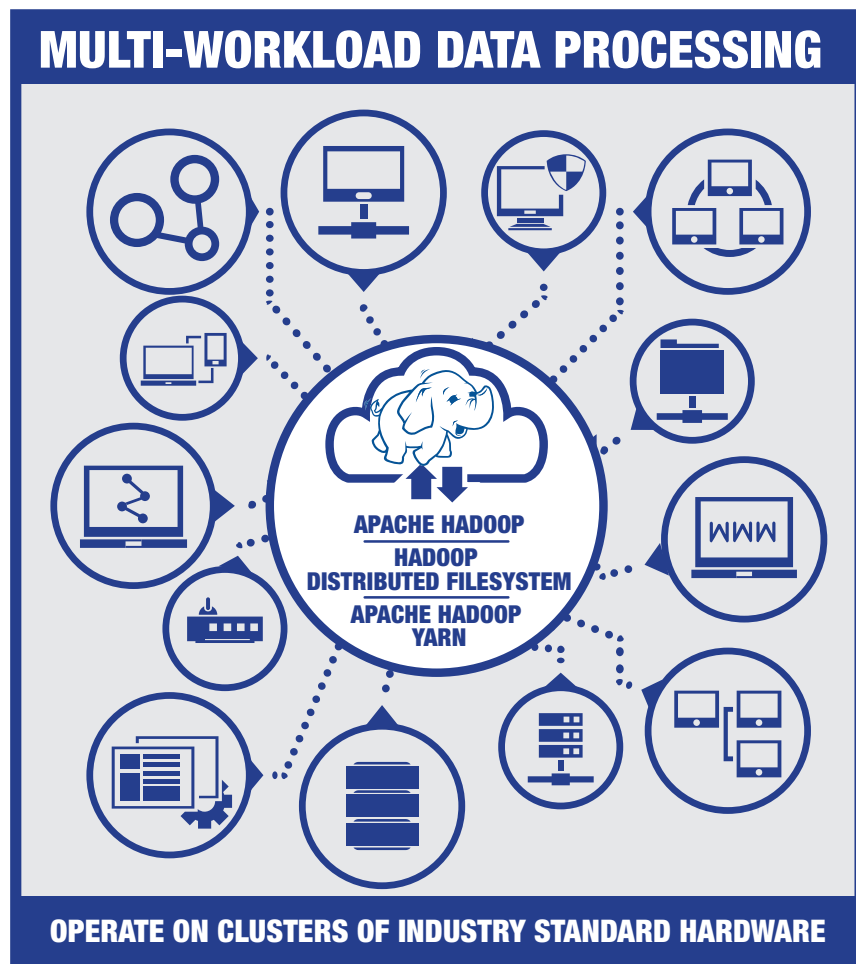 MULTI-WORKLOAD DATA PROCESSING
APACHE HADOOP
HADOOP
DISTRIBUTED FILESYSTEM
APACHE HADOOP
YARN
WWW
OPERATE ON CLUSTERS OF INDUSTRY STANDARD HARDWARE